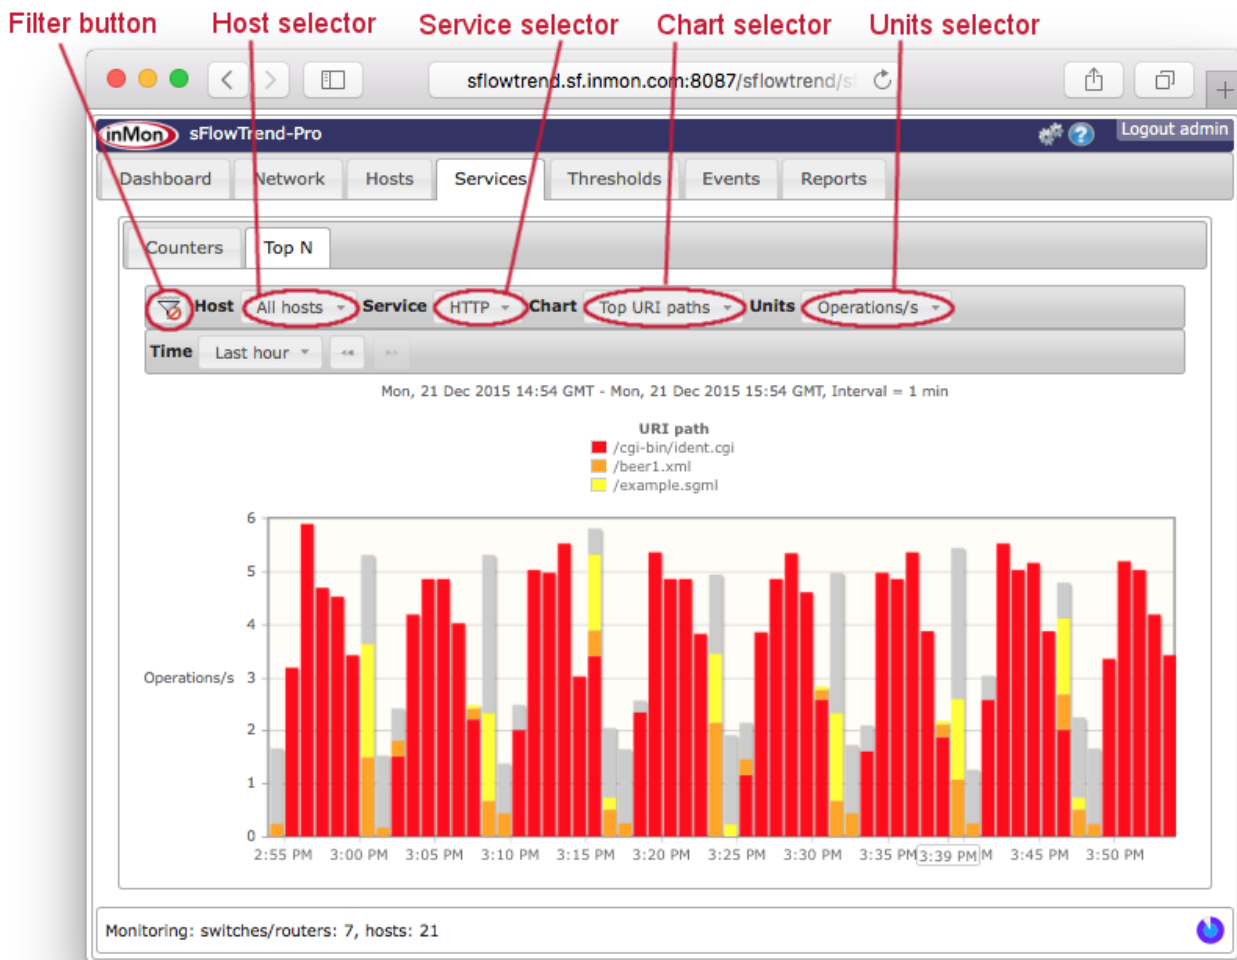 Filter button Host selector Service selector Chart selector Units selector
sflowtrend.sf.inmon.com:8087/sflowtrend/s
inMon sFlowTrend-Pro Logout admin
Dashboard Network Hosts Services Thresholds Events Reports
Counters Top N
Host All hosts Service HTTP Chart Top URI paths Units Operations/s
Time Last hour
Mon, 21 Dec 2015 14:54 GMT - Mon, 21 Dec 2015 15:54 GMT, Interval = 1 min
URI path
/cgi-bin/ident.cgi
/beer1.xml
/example.sgml
6
5
4
Operations/s 3
2
1
0
2:55 PM 3:00 PM 3:05 PM 3:10 PM 3:15 PM 3:20 PM 3:25 PM 3:30 PM 3:35 PM 3:39 PM M 3:45 PM 3:50 PM
Monitoring: switches/routers: 7, hosts: 21